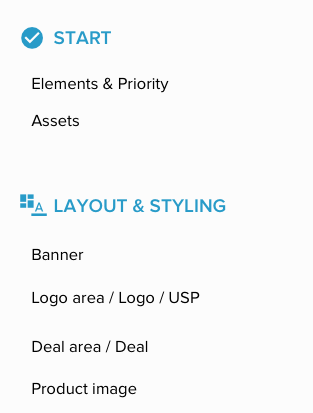 START
Elements & Priority
Assets
LAYOUT & STYLING
Banner
Logo area / Logo / USP
Deal area / Deal
Product image